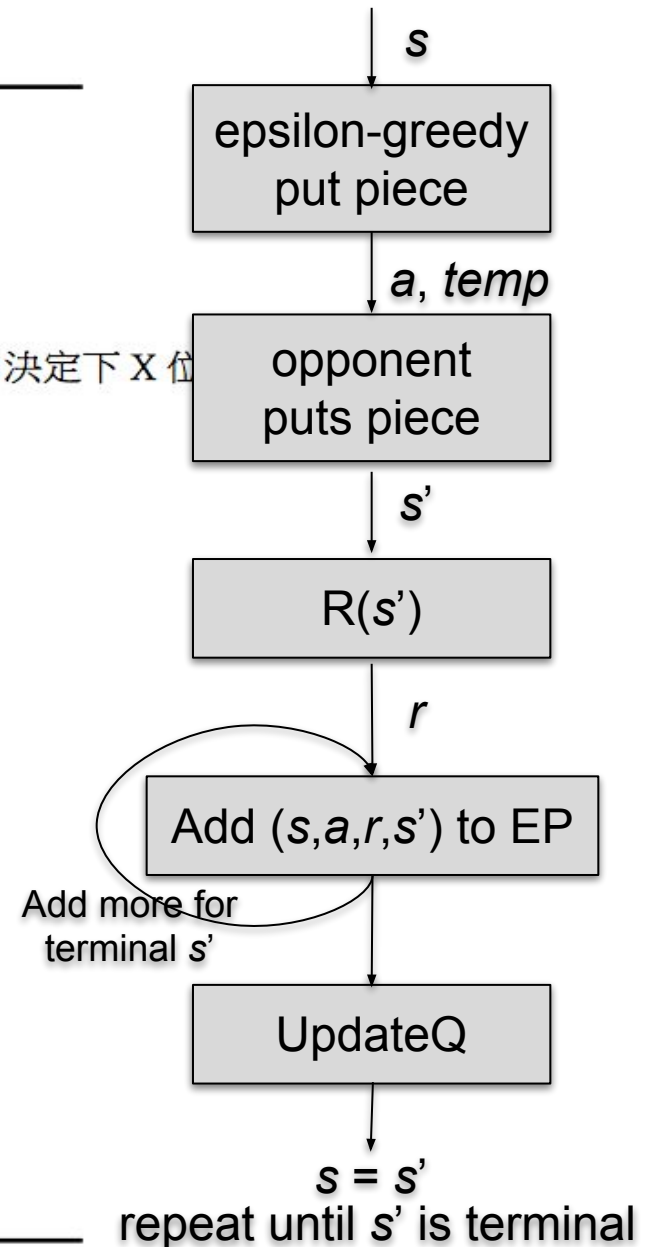 s
epsilon-greedy
put piece
a, temp
決定下 X 位
opponent
puts piece
s’
R(s’)
r
Add (s,a,r,s’) to EP
Add more for
terminal s’
UpdateQ
s = s’
repeat until s’ is terminal